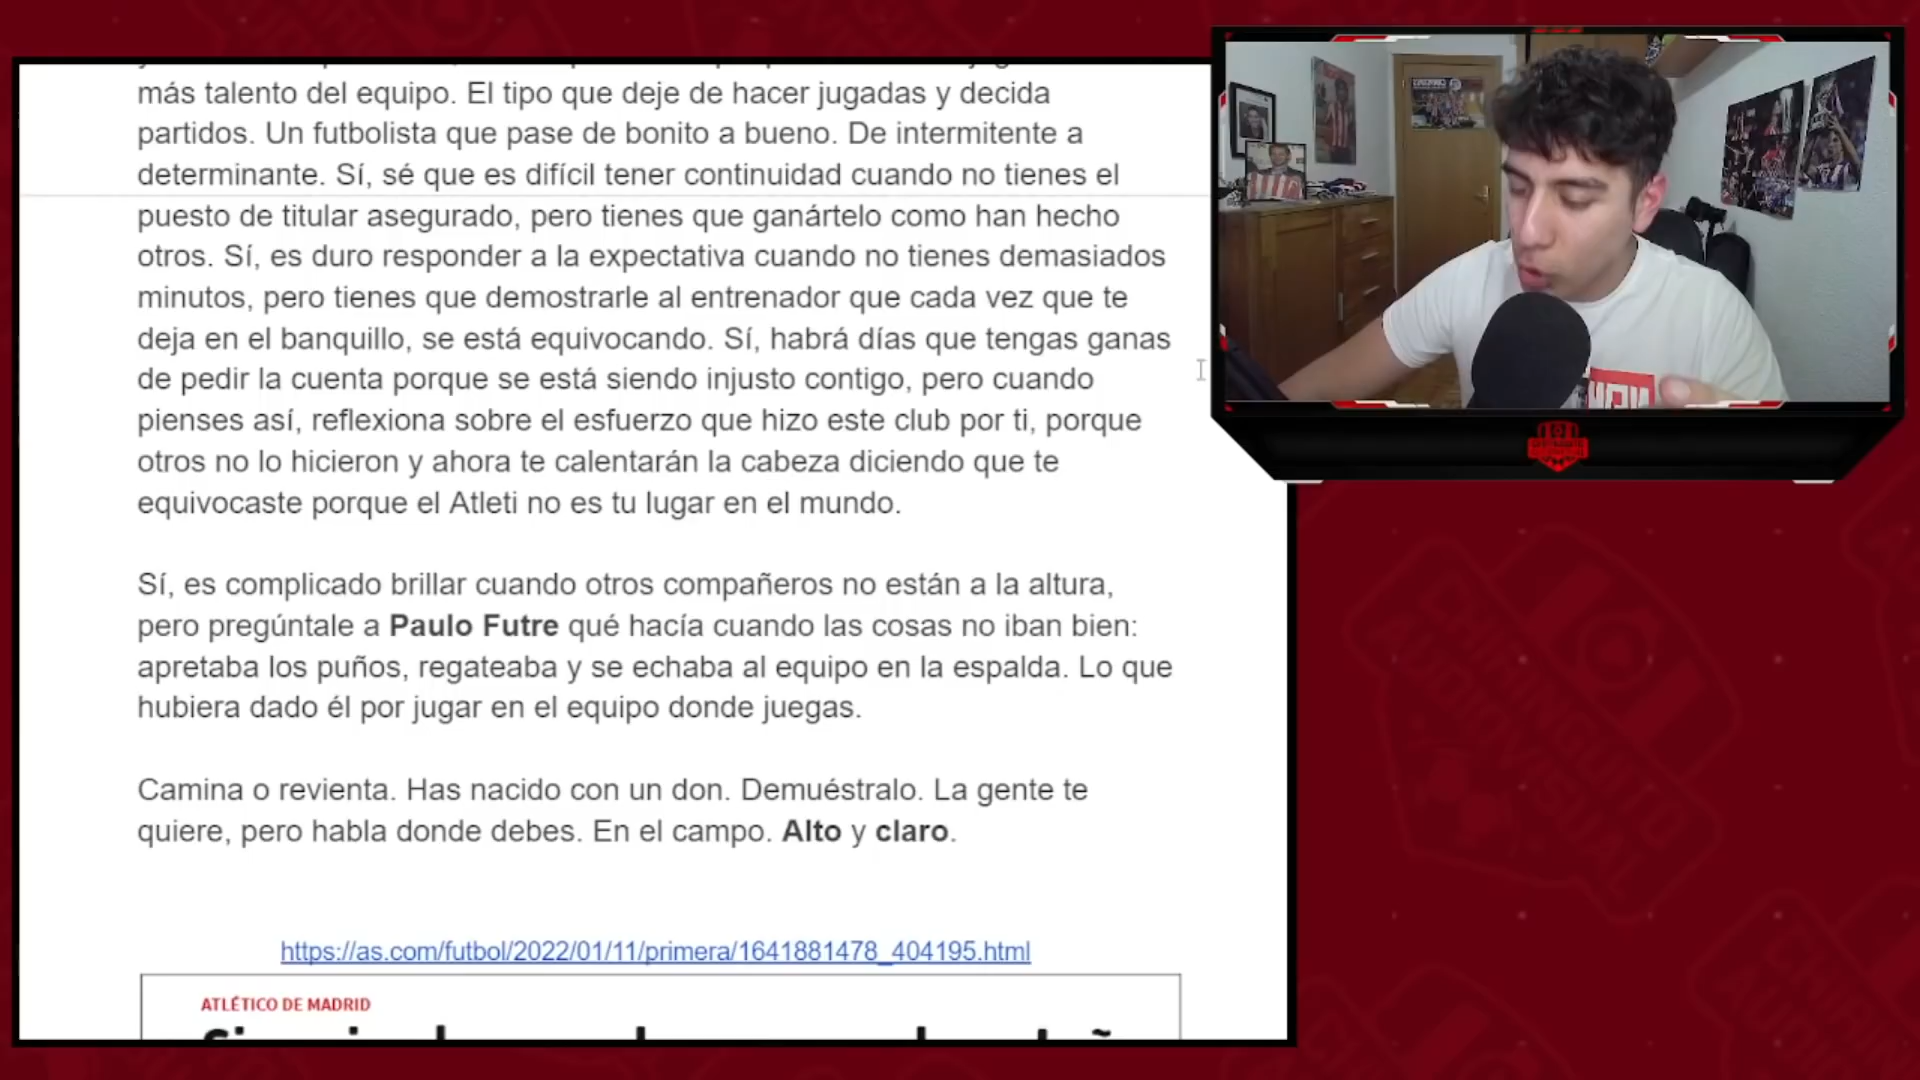 más talento del equipo. El tipo que deje de hacer jugadas y decida
partidos. Un futbolista que pase de bonito a bueno. De intermitente a
determinante. Sí, sé que es difícil tener continuidad cuando no tienes el
puesto de titular asegurado, pero tienes que ganártelo como han hecho
otros. Sí, es duro responder a la expectativa cuando no tienes demasiados
minutos, pero tienes que demostrarle al entrenador que cada vez que te
deja en el banquillo, se está equivocando. Sí, habrá días que tengas ganas
de pedir la cuenta porque se está siendo injusto contigo, pero cuando
pienses así, reflexiona sobre el esfuerzo que hizo este club por ti, porque
otros no lo hicieron y ahora te calentarán la cabeza diciendo que te
equivocaste porque el Atleti no es tu lugar en el mundo.
Sí, es complicado brillar cuando otros compañeros no están a la altura,
pero pregúntale a Paulo Futre qué hacía cuando las cosas no iban bien:
apretaba los puños, regateaba y se echaba al equipo en la espalda. Lo que
hubiera dado él por jugar en el equipo donde juegas.
Camina o revienta. Has nacido con un don. Demuéstralo. La gente te
quiere, pero habla donde debes. En el campo. Alto y claro.
https://as.com/futbol/2022/01/11/primera/1641881478_404195.html
ATLÉTICO DE MADRID
CHIRINGUITO
AUDIOVISUAL